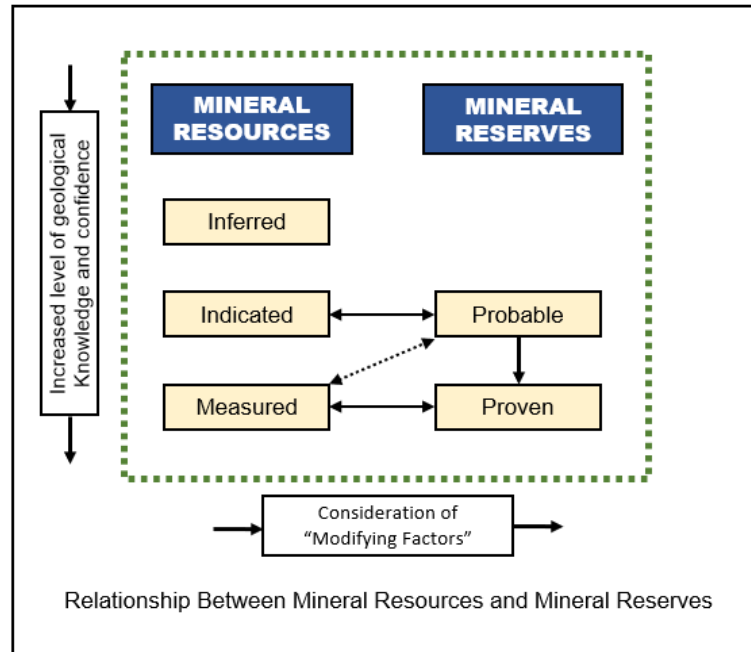 MINERAL
RESOURCES
MINERAL
RESERVES
Increased level of geological
Knowledge and confidence
Inferred
Indicated
Probable
Measured
Proven
Consideration of
“Modifying Factors”
Relationship Between Mineral Resources and Mineral Reserves